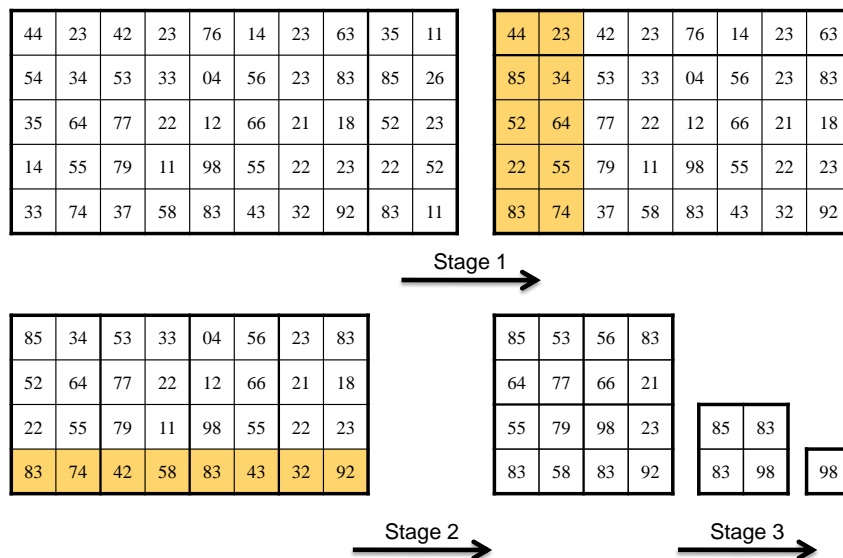 44 23 42 23 76 14 23 63 35 11
54 34 53 33 04 56 23 83 85 26
35 64 77 22 12 66 21 18 52 23
14 55 79 11 98 55 22 23 22 52
33 74 37 58 83 43 32 92 83 11
44 23 42 23 76 14 23 63
85 34 53 33 04 56 23 83
52 64 77 22 12 66 21 18
22 55 79 11 98 55 22 23
83 74 37 58 83 43 32 92
Stage 1
85 34 53 33 04 56 23 83
52 64 77 22 12 66 21 18
22 55 79 11 98 55 22 23
83 74 42 58 83 43 32 92
Stage 2
85 53 56 83
64 77 66 21
55 79 98 23
83 58 83 92
85 83
83 98
98
Stage 3